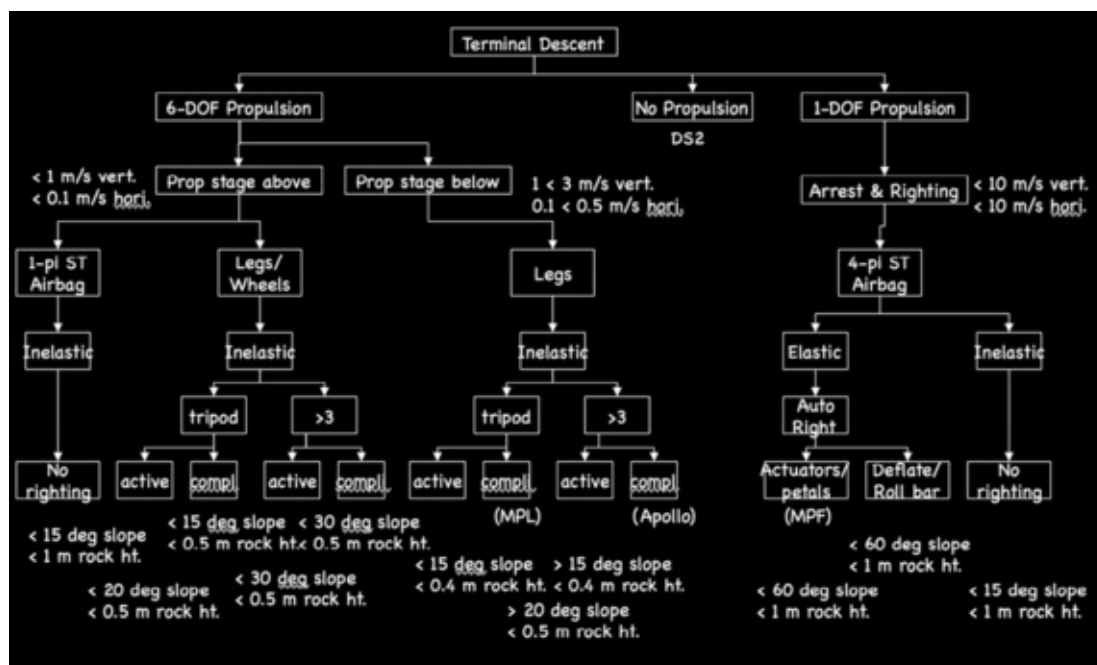 Terminal Descent
6-DOF Propulsion
No Propulsion
1-DOF Propulsion
DS2
Prop stage above
Prop stage below
Arrest & Righting
< 1 m/s vert.
< 0.1 m/s hori.
1 < 3 m/s vert.
0.1 < 0.5 m/s hori.
< 10 m/s vert.
< 10 m/s hori.
1-pi ST
Airbag
Legs/
Wheels
Legs
4-pi ST
Airbag
Inelastic
Inelastic
Inelastic
Elastic
Inelastic
tripod
>3
tripod
>3
Auto
Right
No
righting
active
compl.
active
compli.
active
compli.
active
compl.
Actuators/
petals
Deflate/
Roll bar
No
righting
(MPL)
(Apollo)
(MPF)
< 15 deg slope
< 1 m rock ht.
< 15 deg slope
< 0.5 m rock ht.
< 30 deg slope
< 0.5 m rock ht.
< 20 deg slope
< 0.5 m rock ht.
< 30 deg slope
< 0.5 m rock ht.
< 15 deg slope
< 0.4 m rock ht.
> 15 deg slope
< 0.4 m rock ht.
> 20 deg slope
< 0.5 m rock ht.
< 60 deg slope
< 1 m rock ht.
< 60 deg slope
< 1 m rock ht.
< 15 deg slope
< 1 m rock ht.